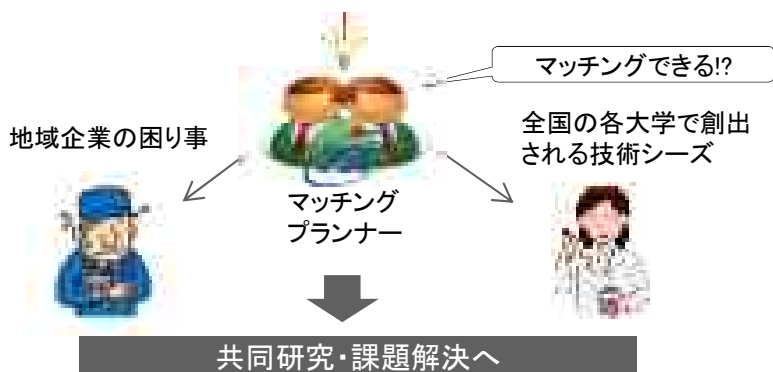 マッチングできる!?
地域企業の困り事
全国の各大学で創出
される技術シーズ
マッチング
プランナー
共同研究・課題解決へ